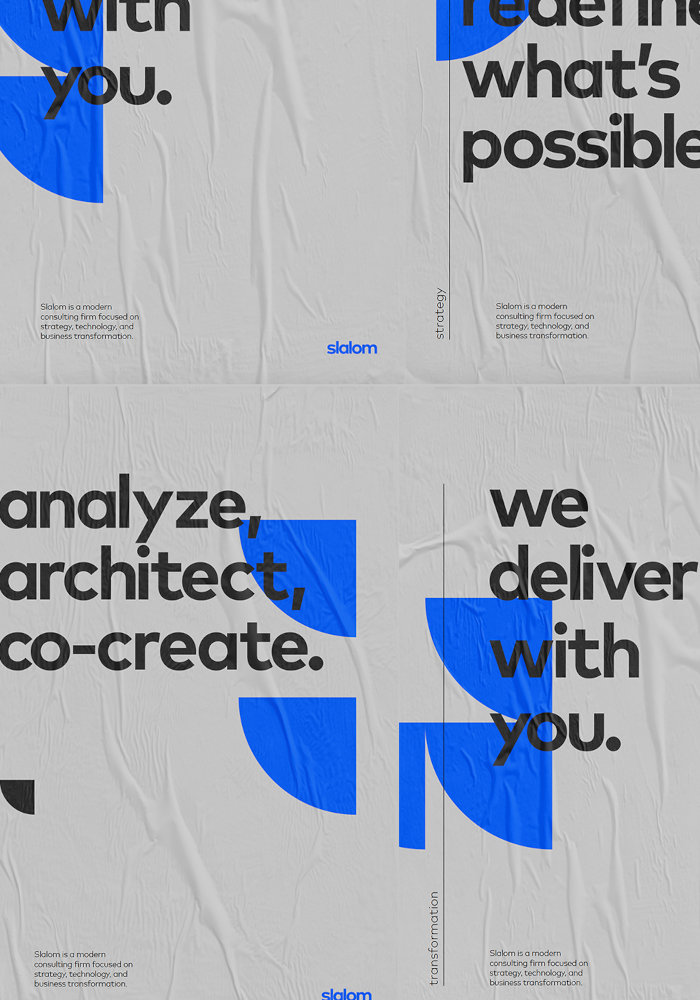 with
you.
Slalom is a modern
consulting firm focused on
strategy, technology, and
business transformation.
slalom
redefine
what's
possible
strategy
Slalom is a modern
consulting firm focused on
strategy, technology, and
business transformation.
analyze,
architect,
co-create.
Slalom is a modern
consulting firm focused on
strategy, technology, and
business transformation.
slalom
we
deliver
with
you.
transformation
Slalom is a modern
consulting firm focused on
strategy, technology, and
business transformation.